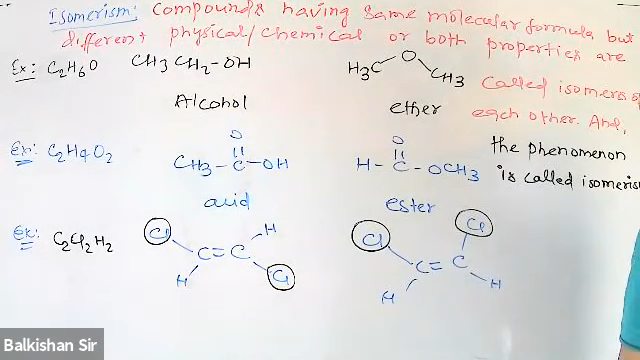 Isomerism: Compounds having same molecular formula but
different physical/chemical or both properties are
called isomers of
each other. And,
the phenomenon
is called isomerism
Ex: C2H6O CH3CH2-OH H3C O CH3
Alcohol ether
Ex: C2H4O2 CH3-C-OH H-C-OCH3
O O
acid ester
Ex: C2Cl2H2 Cl H C=C H Cl Cl Cl C=C H H
Balkishan Sir